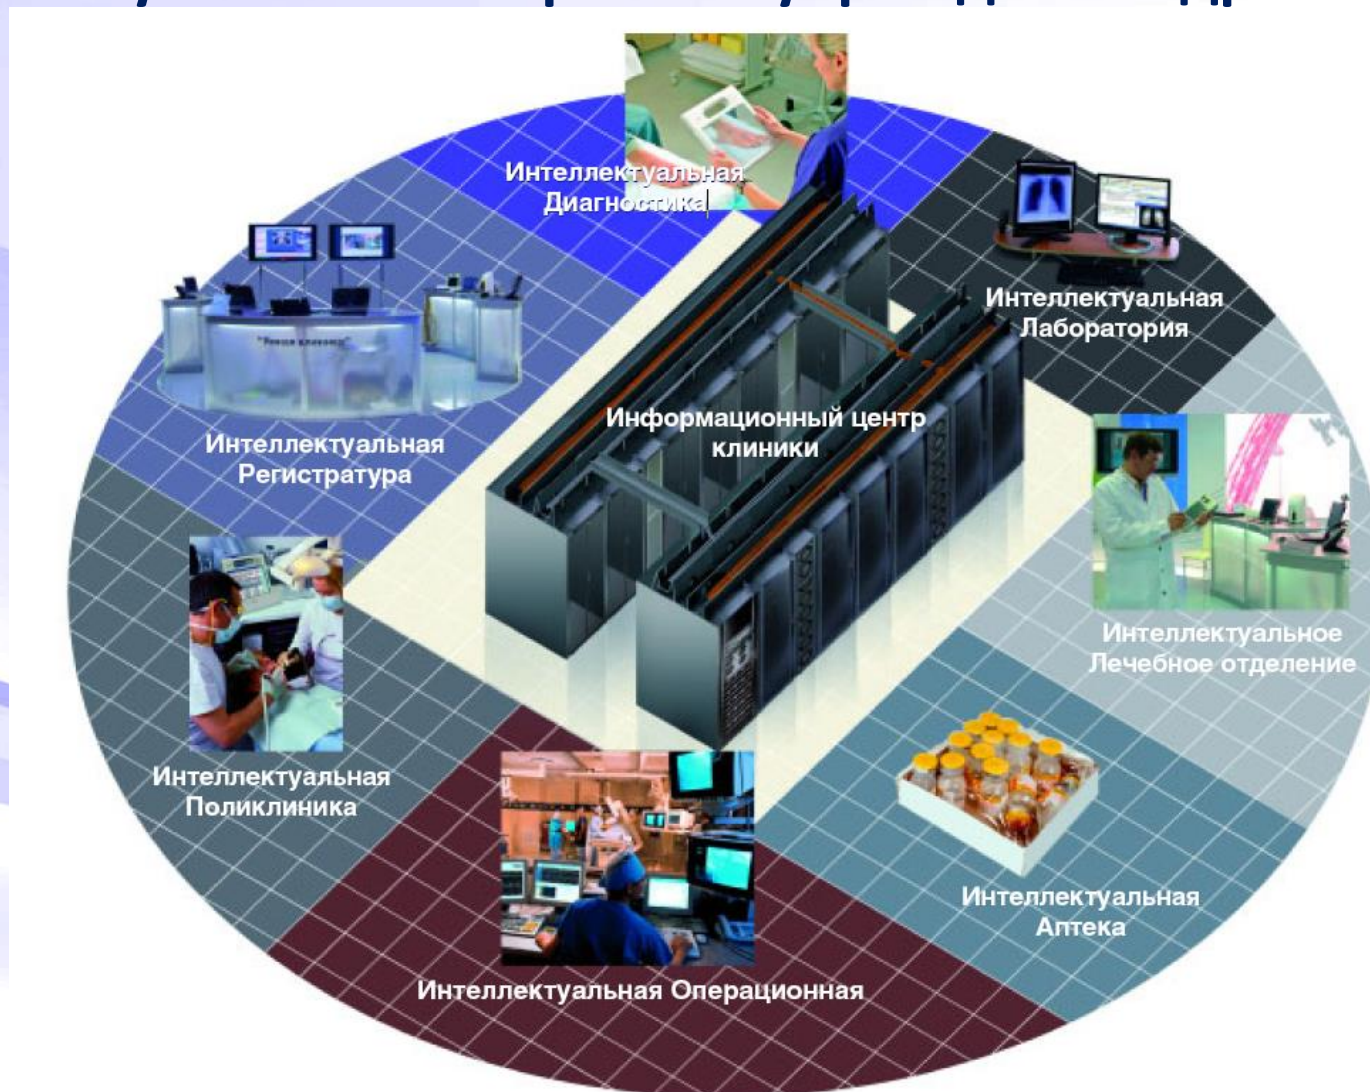 Интеллектуальная
Диагностика
Интеллектуальная
Лаборатория
Информационный центр
клиники
Интеллектуальная
Регистратура
Интеллектуальное
Лечебное отделение
Интеллектуальная
Поликлиника
Интеллектуальная
Аптека
Интеллектуальная Операционная